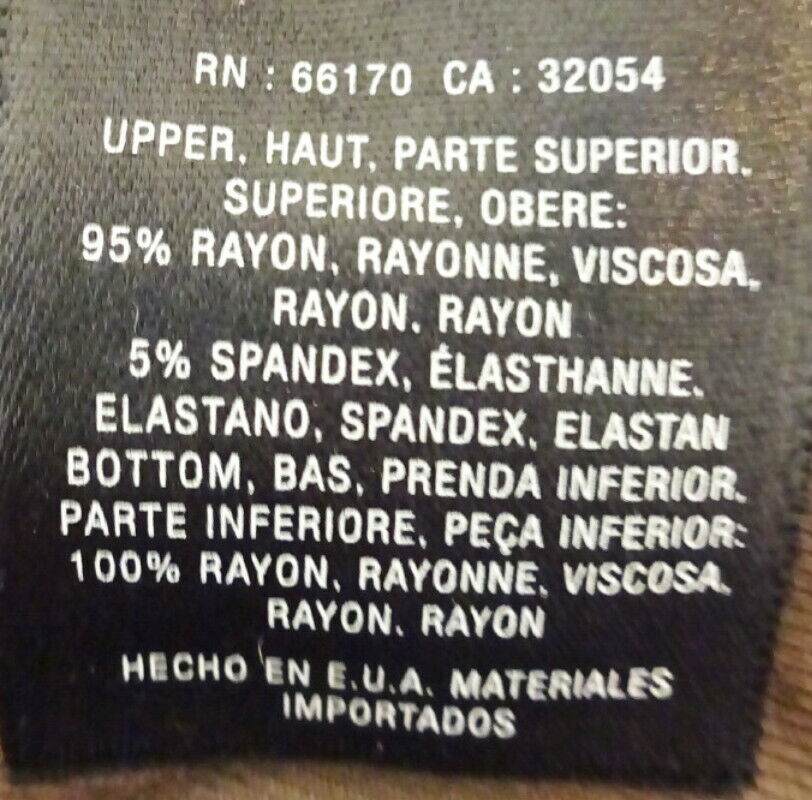 RN : 66170 CA : 32054
UPPER, HAUT, PARTE SUPERIOR,
SUPERIORE, OBERE:
95% RAYON, RAYONNE, VISCOSA,
RAYON, RAYON
5% SPANDEX, ÉLASTHANNE,
ELASTANO, SPANDEX, ELASTAN
BOTTOM, BAS, PRENDA INFERIOR,
PARTE INFERIORE, PEÇA INFERIOR:
100% RAYON, RAYONNE, VISCOSA,
RAYON, RAYON
HECHO EN E.U.A. MATERIALES
IMPORTADOS